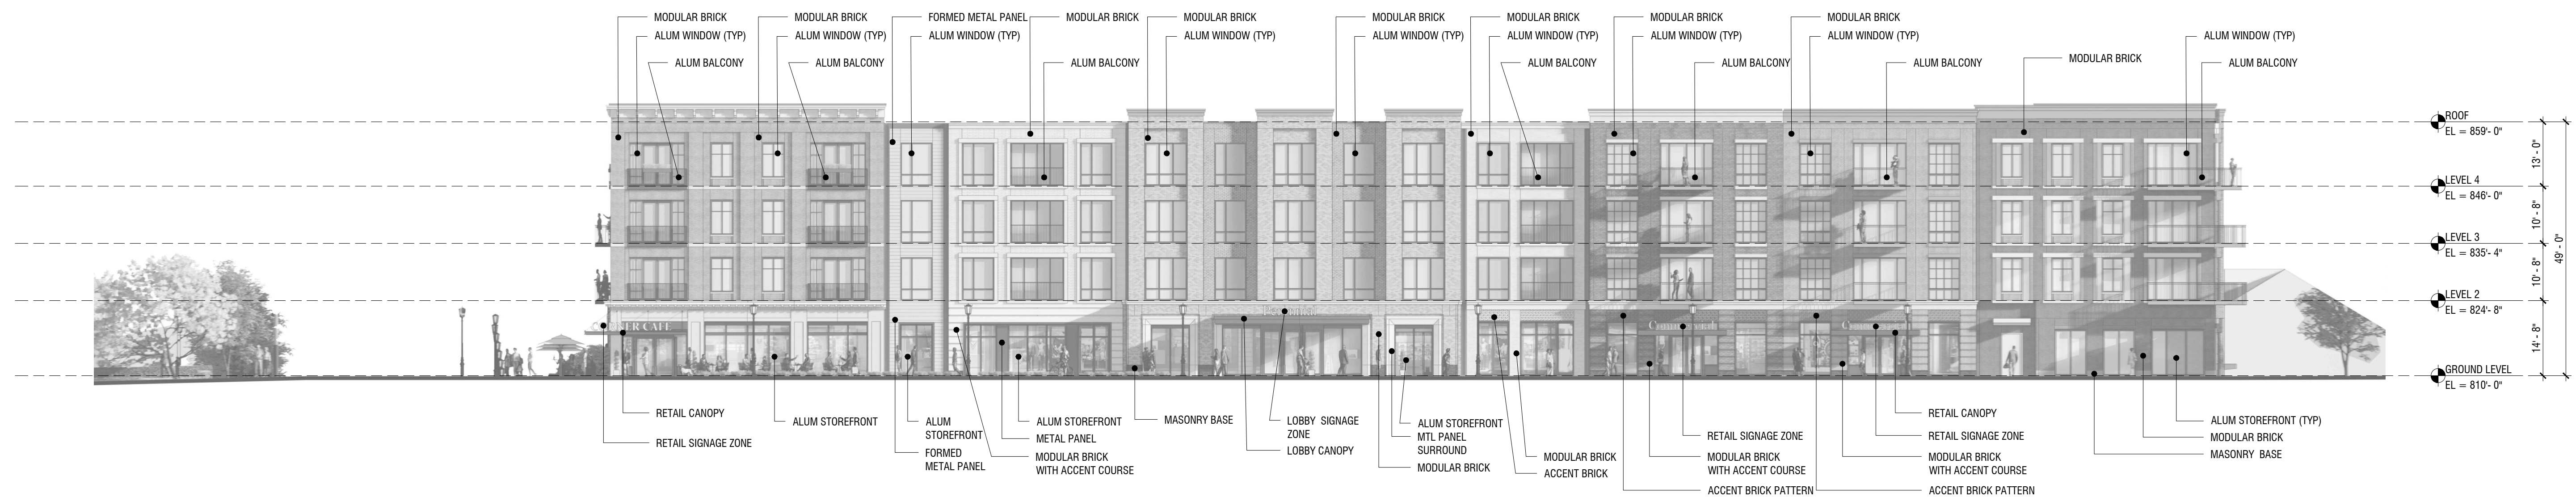 MODULAR BRICK
MODULAR BRICK
FORMED METAL PANEL
MODULAR BRICK
MODULAR BRICK
MODULAR BRICK
MODULAR BRICK
MODULAR BRICK
MODULAR BRICK
ALUM WINDOW (TYP)
ALUM WINDOW (TYP)
ALUM WINDOW (TYP)
ALUM WINDOW (TYP)
ALUM WINDOW (TYP)
ALUM WINDOW (TYP)
ALUM WINDOW (TYP)
ALUM WINDOW (TYP)
ALUM WINDOW (TYP)
MODULAR BRICK
ALUM BALCONY
ALUM BALCONY
ALUM BALCONY
ALUM BALCONY
ALUM BALCONY
ALUM BALCONY
ALUM BALCONY
ROOF
EL = 859'- 0"
13' - 0"
LEVEL 4
EL = 846'- 0"
10' - 8"
LEVEL 3
EL = 835'- 4"
49' - 0"
10' - 8"
LEVEL 2
EL = 824'- 8"
14' - 8"
GROUND LEVEL
EL = 810'- 0"
CAFE
RETAIL CANOPY
RETAIL SIGNAGE ZONE
ALUM STOREFRONT
ALUM
STOREFRONT
FORMED
METAL PANEL
ALUM STOREFRONT
METAL PANEL
MODULAR BRICK
WITH ACCENT COURSE
MASONRY BASE
LOBBY SIGNAGE
ZONE
LOBBY CANOPY
ALUM STOREFRONT
MTL PANEL
SURROUND
MODULAR BRICK
MODULAR BRICK
ACCENT BRICK
RETAIL SIGNAGE ZONE
MODULAR BRICK
WITH ACCENT COURSE
ACCENT BRICK PATTERN
RETAIL CANOPY
RETAIL SIGNAGE ZONE
MODULAR BRICK
WITH ACCENT COURSE
ACCENT BRICK PATTERN
ALUM STOREFRONT (TYP)
MODULAR BRICK
MASONRY BASE